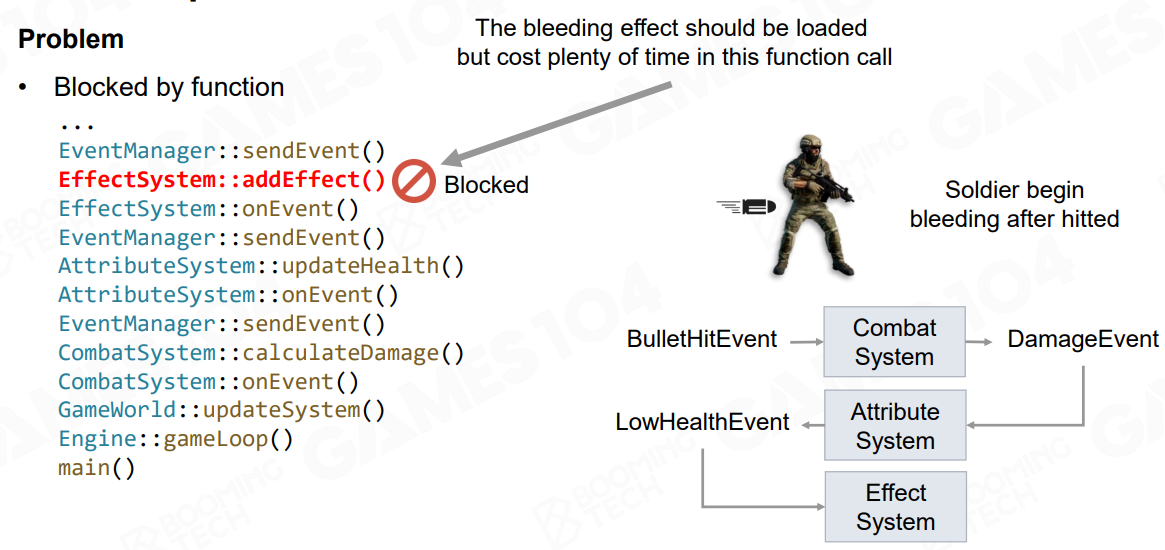 Problem
• Blocked by function
...
EventManager::sendEvent()
EffectSystem::addEffect()
EffectSystem::onEvent()
EventManager::sendEvent()
AttributeSystem::updateHealth()
AttributeSystem::onEvent()
EventManager::sendEvent()
CombatSystem::calculateDamage()
CombatSystem::onEvent()
GameWorld::updateSystem()
Engine::gameLoop()
main()
Blocked
The bleeding effect should be loaded
but cost plenty of time in this function call
Soldier begin
bleeding after hitted
BulletHitEvent
Combat
System
DamageEvent
LowHealthEvent
Attribute
System
Effect
System
GAMES104
BOOMING
TECH